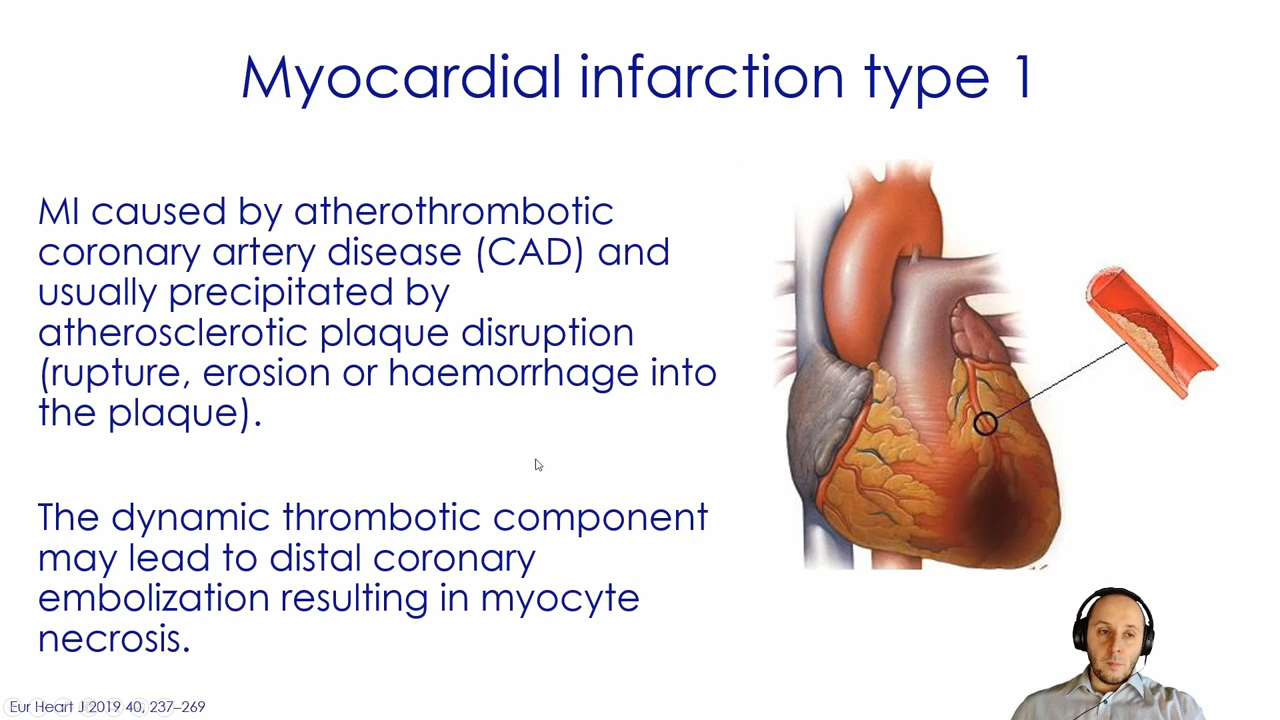 Myocardial infarction type 1
MI caused by atherothrombotic
coronary artery disease (CAD) and
usually precipitated by
atherosclerotic plaque disruption
(rupture, erosion or haemorrhage into
the plaque).
The dynamic thrombotic component
may lead to distal coronary
embolization resulting in myocyte
necrosis.
Eur Heart J 2019 40, 237–269